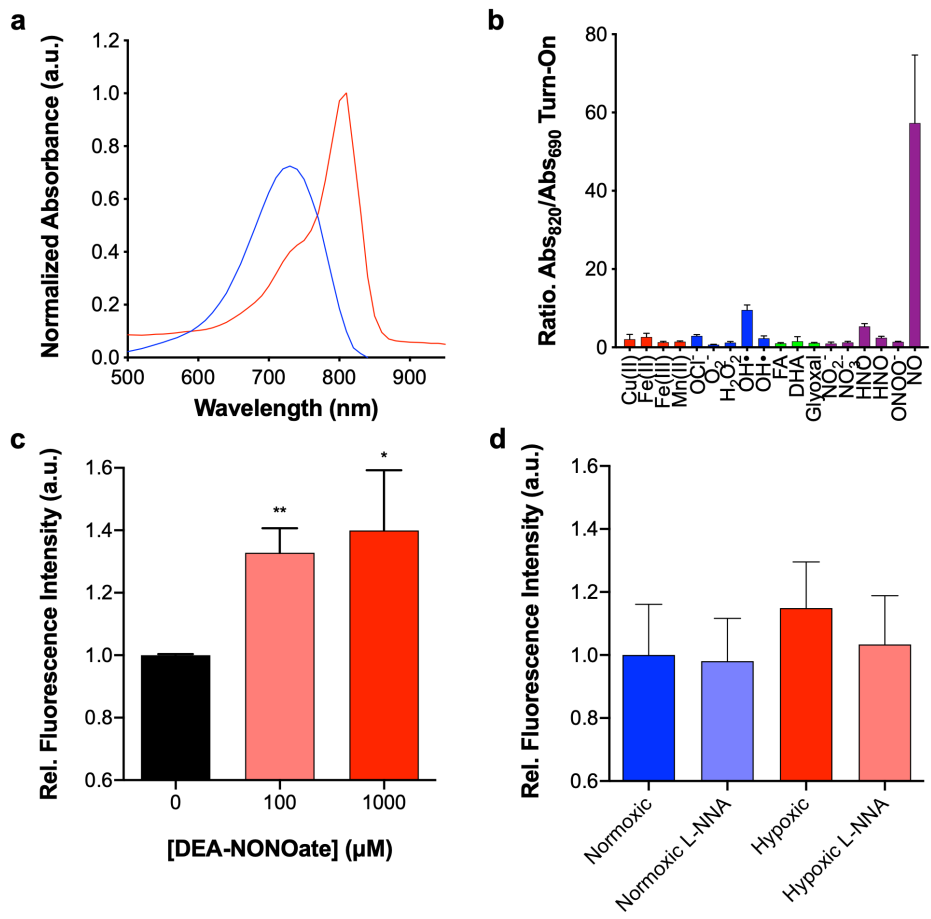 a
Normalized Absorbance (a.u.)
1.2
1.0
0.8
0.6
0.4
0.2
0.0
500
600
700
800
900
Wavelength (nm)
b
Ratio. Abs820/Abs690 Turn-On
80
60
40
20
0
Cu(II)
Fe(II)
Fe(III)
Mn(II)
OCl-
O2-
H2O2
OH•
OH•
FA
DHA
Glyoxal
NO2-
NO3-
HNO
HNO
ONOO-
NO
c
Rel. Fluorescence Intensity (a.u.)
1.6
1.4
1.2
1.0
0.8
0.6
**
*
0
100
1000
[DEA-NONOate] (µM)
d
Rel. Fluorescence Intensity (a.u.)
1.6
1.4
1.2
1.0
0.8
0.6
Normoxic
Normoxic L-NNA
Hypoxic
Hypoxic L-NNA